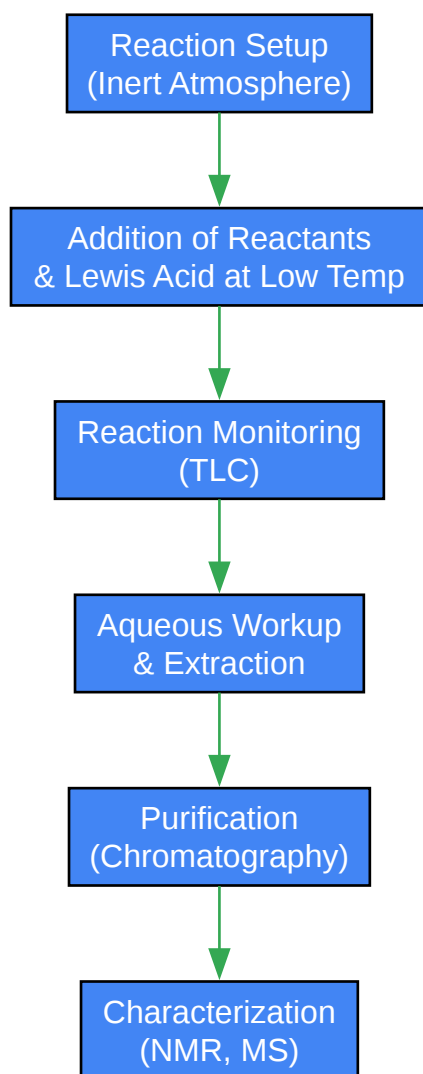 Reaction Setup
(Inert Atmosphere)
Addition of Reactants
& Lewis Acid at Low Temp
Reaction Monitoring
(TLC)
Aqueous Workup
& Extraction
Purification
(Chromatography)
Characterization
(NMR, MS)